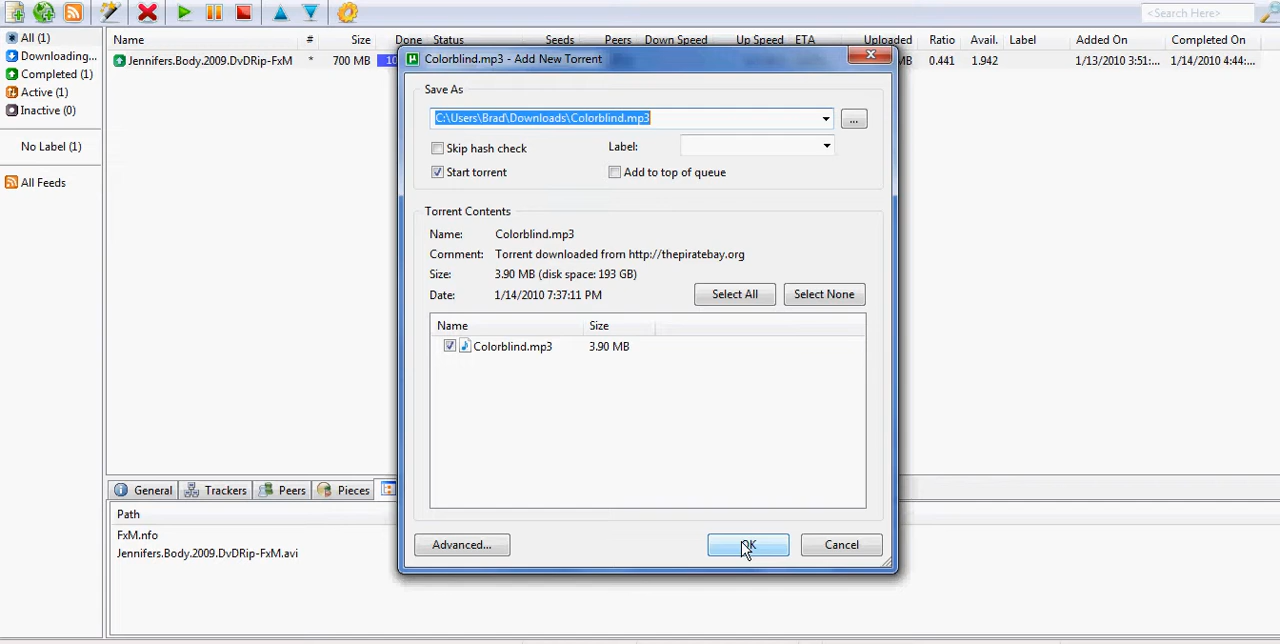 <Search Here>
All (1)
Downloading...
Completed (1)
Active (1)
Inactive (0)
No Label (1)
All Feeds
Name # Size Done Status Seeds Peers Down Speed Up Speed ETA Uploaded Ratio Avail. Label Added On Completed On
Jennifers.Body.2009.DvDRip-FxM * 700 MB 0.441 1.942 1/13/2010 3:51:... 1/14/2010 4:44:...
Colorblind.mp3 - Add New Torrent
Save As
C:\Users\Brad\Downloads\Colorblind.mp3
...
Skip hash check Label:
Start torrent Add to top of queue
Torrent Contents
Name: Colorblind.mp3
Comment: Torrent downloaded from http://thepiratebay.org
Size: 3.90 MB (disk space: 193 GB)
Date: 1/14/2010 7:37:11 PM
Select All Select None
Name Size
Colorblind.mp3 3.90 MB
Advanced... OK Cancel
General Trackers Peers Pieces
Path
FxM.nfo
Jennifers.Body.2009.DvDRip-FxM.avi